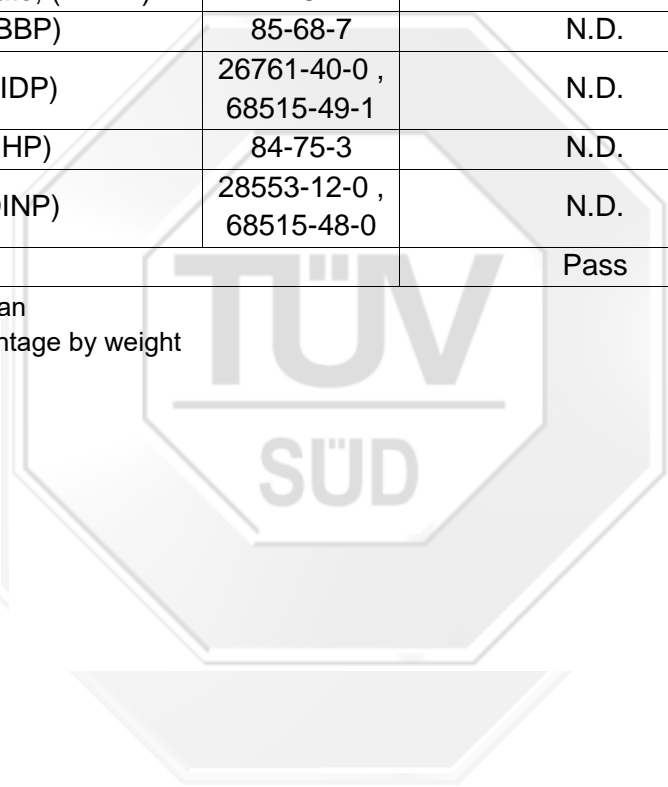 BBP) 85-68-7 N.D.
IDP) 26761-40-0 , 68515-49-1 N.D.
HP) 84-75-3 N.D.
INP) 28553-12-0 , 68515-48-0 N.D.
Pass
an
ntage by weight
TÜV
SÜD